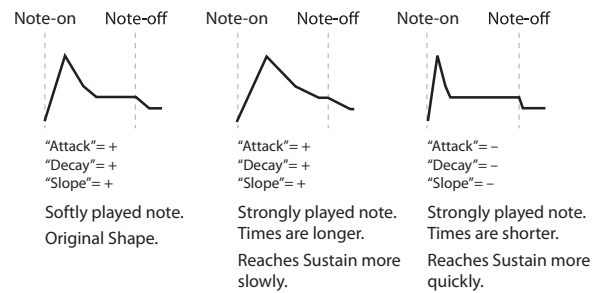 Note-on Note-off Note-on Note-off Note-on Note-off
"Attack"= +
"Decay"= +
"Slope"= +
Softly played note.
Original Shape.
"Attack"= +
"Decay"= +
"Slope"= +
Strongly played note.
Times are longer.
Reaches Sustain more
slowly.
"Attack"= –
"Decay"= –
"Slope"= –
Strongly played note.
Times are shorter.
Reaches Sustain more
quickly.